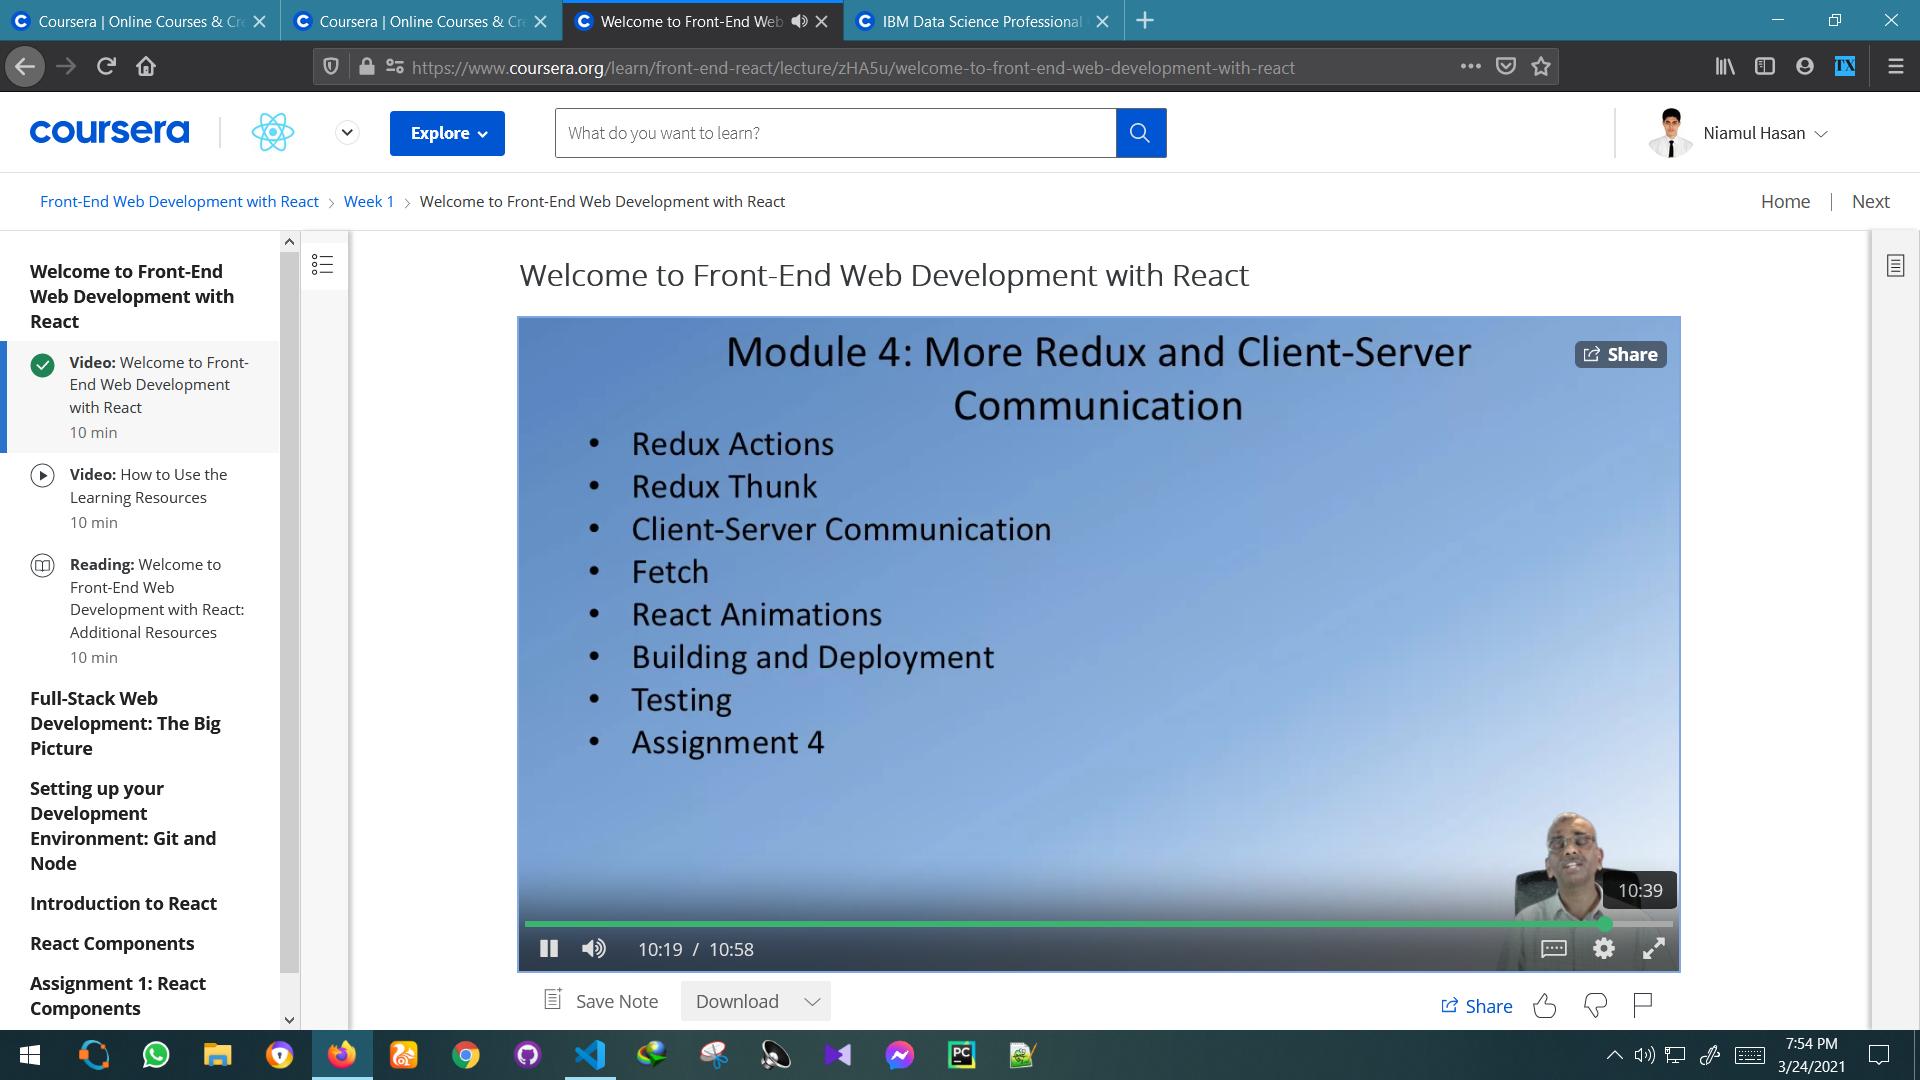 Coursera | Online Courses & Cre
Coursera | Online Courses & Cre
Welcome to Front-End Web
IBM Data Science Professional
https://www.coursera.org/learn/front-end-react/lecture/zHA5u/welcome-to-front-end-web-development-with-react
TX
coursera
Explore
What do you want to learn?
Niamul Hasan
Front-End Web Development with React > Week 1 > Welcome to Front-End Web Development with React
Home | Next
Welcome to Front-End
Web Development with
React
Video: Welcome to Front-
End Web Development
with React
10 min
Video: How to Use the
Learning Resources
10 min
Reading: Welcome to
Front-End Web
Development with React:
Additional Resources
10 min
Full-Stack Web
Development: The Big
Picture
Setting up your
Development
Environment: Git and
Node
Introduction to React
React Components
Assignment 1: React
Components
Welcome to Front-End Web Development with React
Module 4: More Redux and Client-Server
Communication
Share
• Redux Actions
• Redux Thunk
• Client-Server Communication
• Fetch
• React Animations
• Building and Deployment
• Testing
• Assignment 4
10:39
10:19 / 10:58
Save Note
Download
Share
PC
7:54 PM
3/24/2021